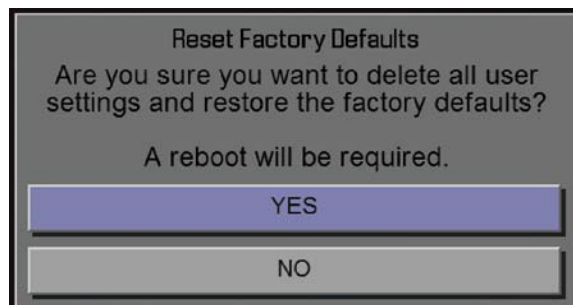 Reset Factory Defaults
Are you sure you want to delete all user
settings and restore the factory defaults?
A reboot will be required.
YES
NO